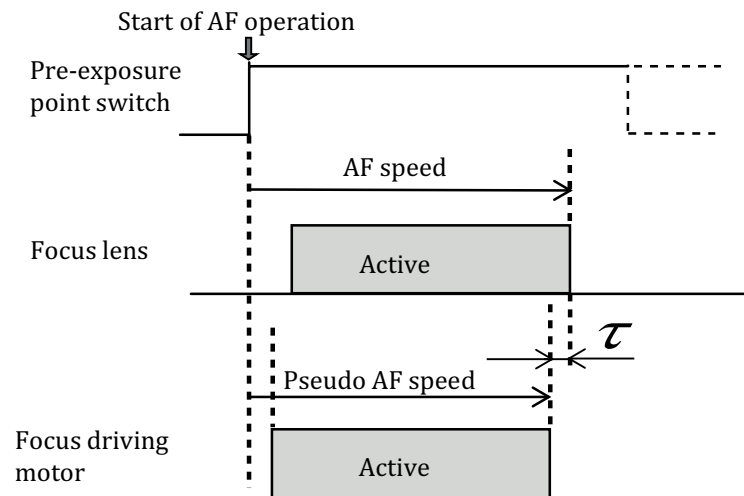 Start of AF operation
Pre-exposure
point switch
AF speed
Focus lens
Active
τ
Pseudo AF speed
Focus driving
motor
Active